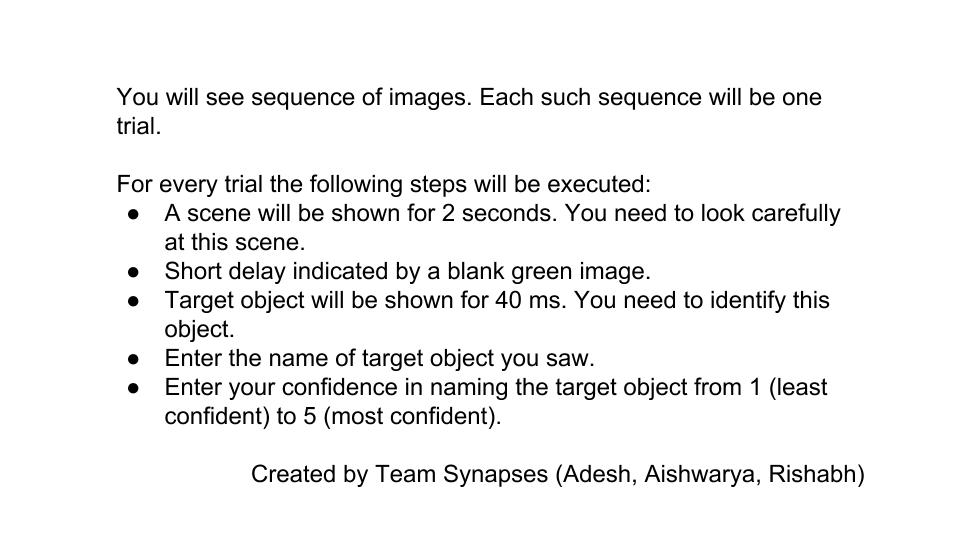 You will see sequence of images. Each such sequence will be one
trial.
For every trial the following steps will be executed:
● A scene will be shown for 2 seconds. You need to look carefully
at this scene.
● Short delay indicated by a blank green image.
● Target object will be shown for 40 ms. You need to identify this
object.
● Enter the name of target object you saw.
● Enter your confidence in naming the target object from 1 (least
confident) to 5 (most confident).
Created by Team Synapses (Adesh, Aishwarya, Rishabh)